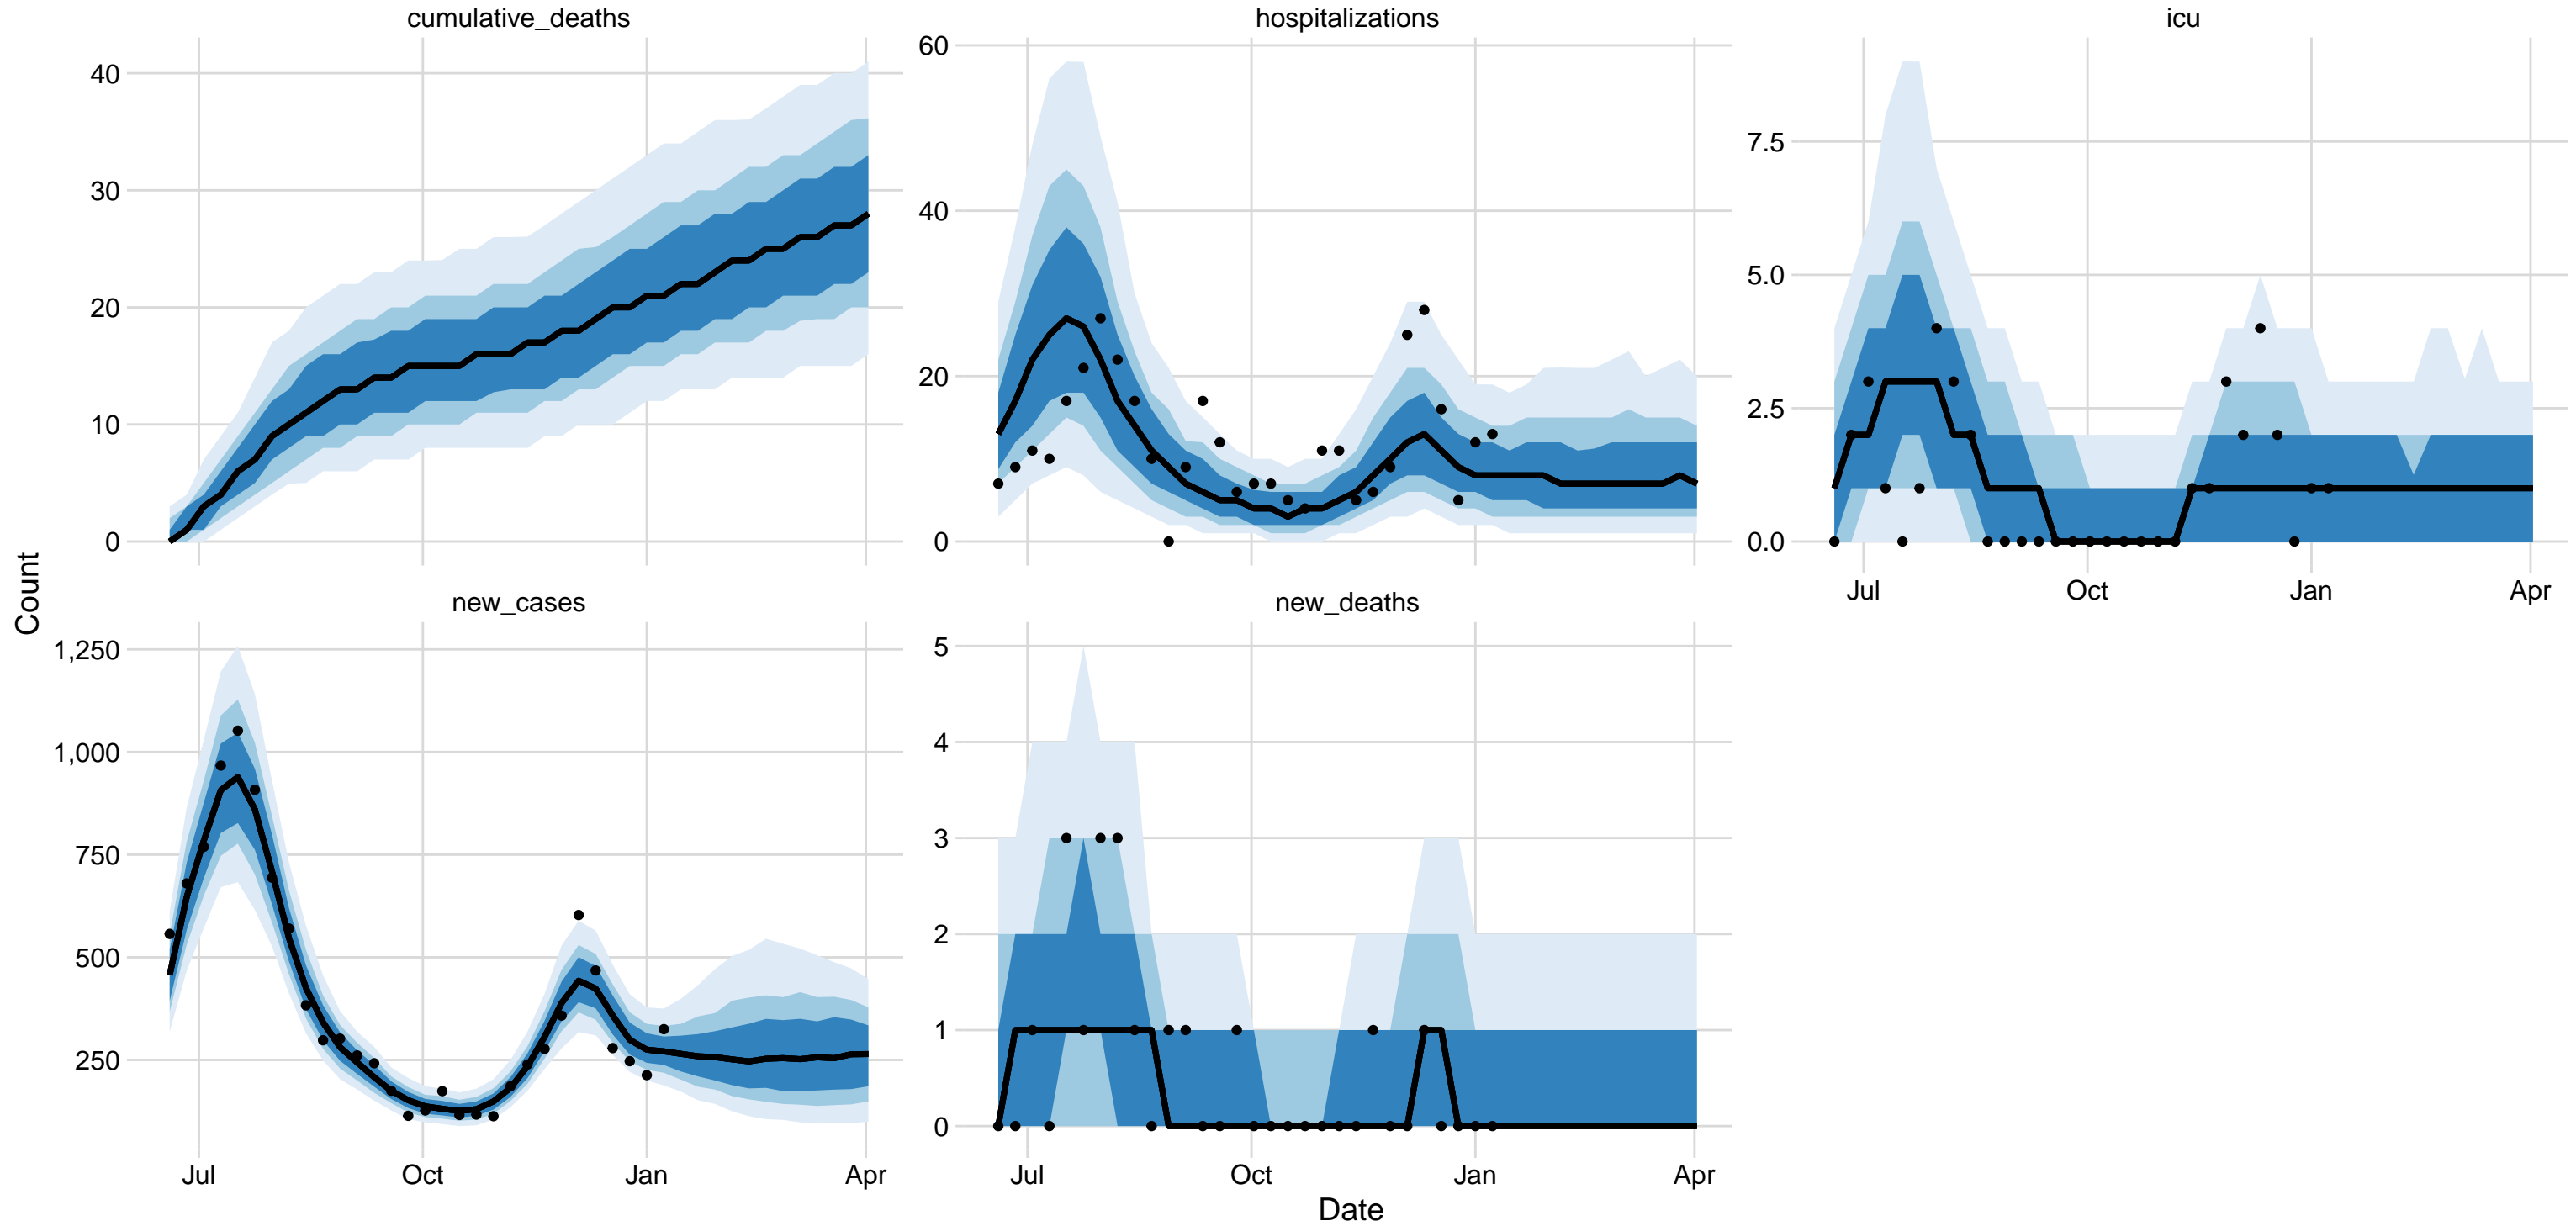 cumulative_deaths
hospitalizations
icu
40
30
20
10
0
60
40
20
0
7.5
5.0
2.5
0.0
Jul
Oct
Jan
Apr
Count
new_cases
new_deaths
1,250
1,000
750
500
250
5
4
3
2
1
0
Jul
Oct
Jan
Apr
Jul
Oct
Jan
Apr
Date